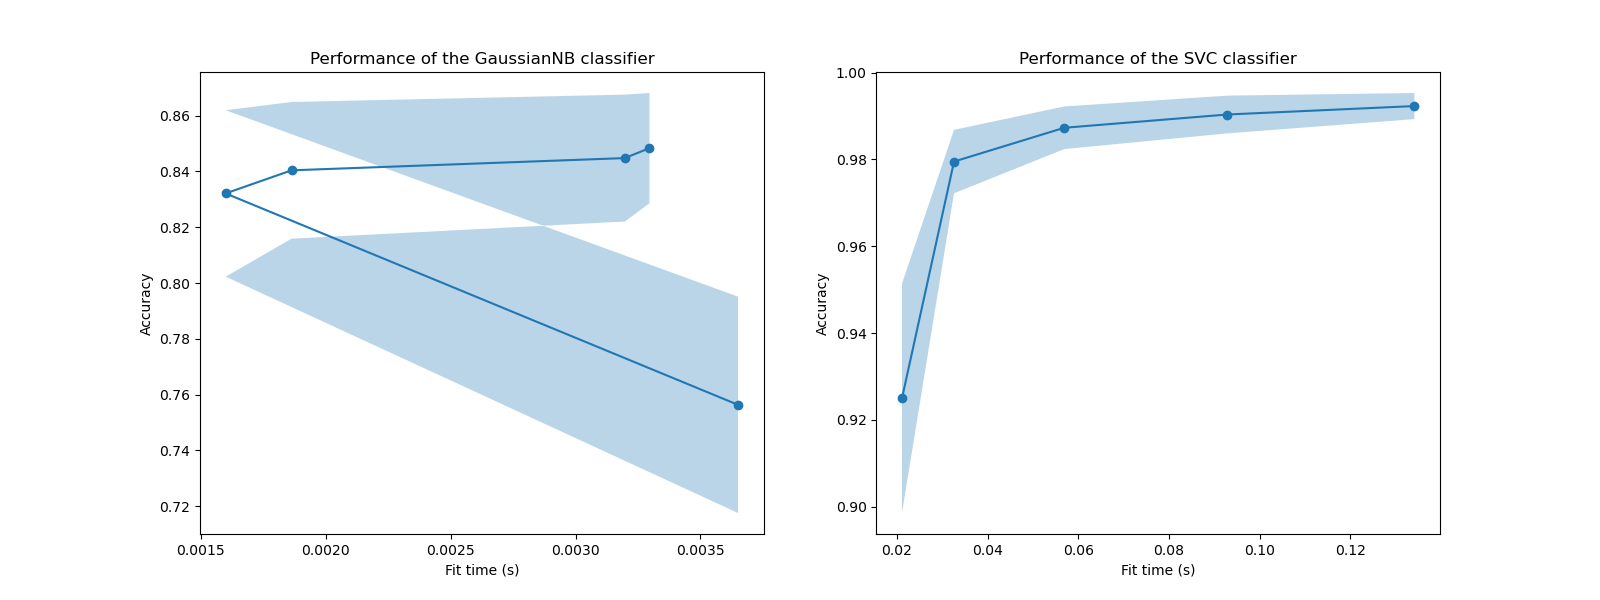 Performance of the GaussianNB classifier
Accuracy
0.86
0.84
0.82
0.80
0.78
0.76
0.74
0.72
0.0015 0.0020 0.0025 0.0030 0.0035
Fit time (s)
Performance of the SVC classifier
Accuracy
1.00
0.98
0.96
0.94
0.92
0.90
0.02 0.04 0.06 0.08 0.10 0.12
Fit time (s)